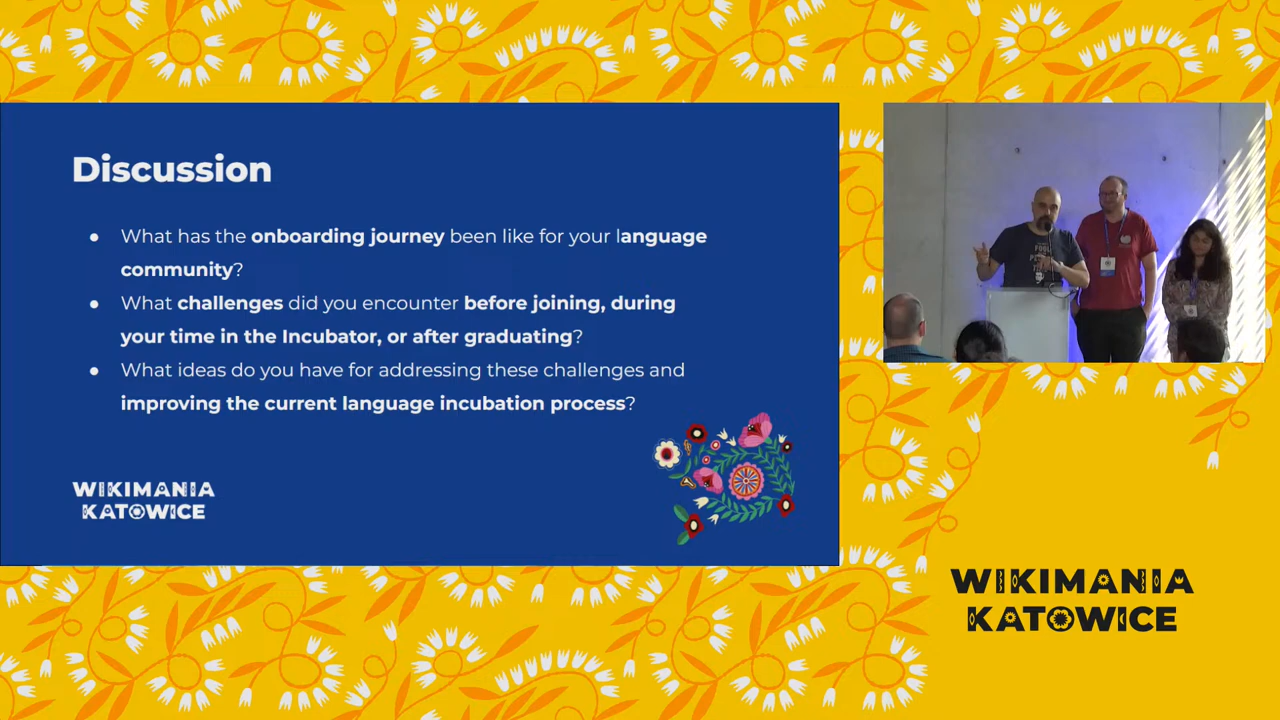 Discussion
● What has the onboarding journey been like for your language
community?
● What challenges did you encounter before joining, during
your time in the Incubator, or after graduating?
● What ideas do you have for addressing these challenges and
improving the current language incubation process?
WIKIMANIA
KATOWICE
WIKIMANIA
KATOWICE